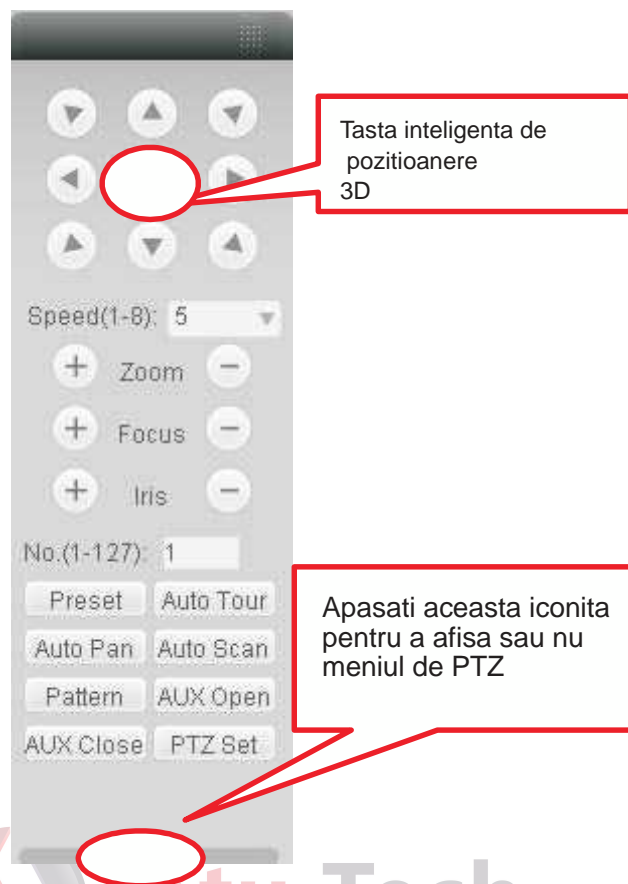 Tasta inteligenta de
pozitioanere
3D
Speed(1-8): 5
Zoom
Focus
Iris
No.(1-127): 1
Preset Auto Tour
Auto Pan Auto Scan
Pattern AUX Open
AUX Close PTZ Set
Apasati aceasta iconita
pentru a afisa sau nu
meniul de PTZ